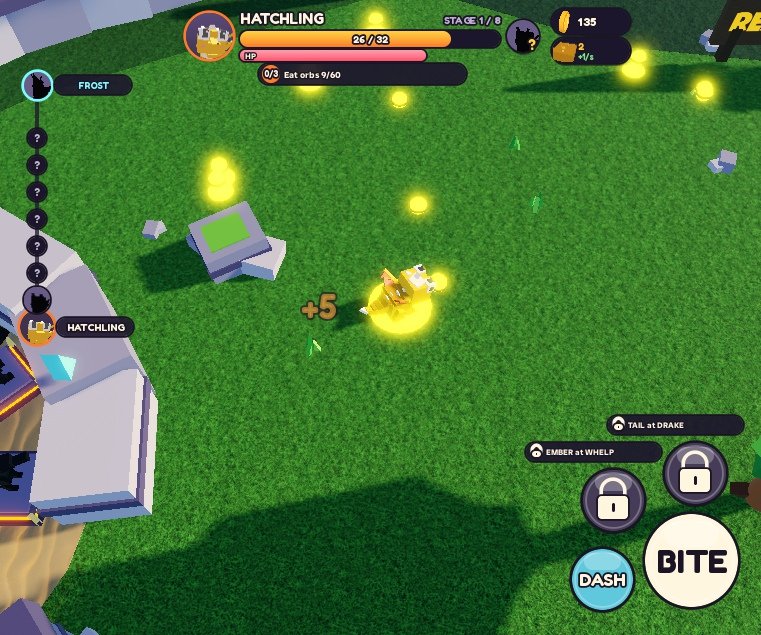 HATCHLING
STAGE 1 / 8
26 / 32
HP
0/3 Eat orbs 9/60
?
135
2
+1/s
RE
FROST
?
?
?
?
?
?
HATCHLING
+5
TAIL at DRAKE
EMBER at WHELP
BITE
DASH